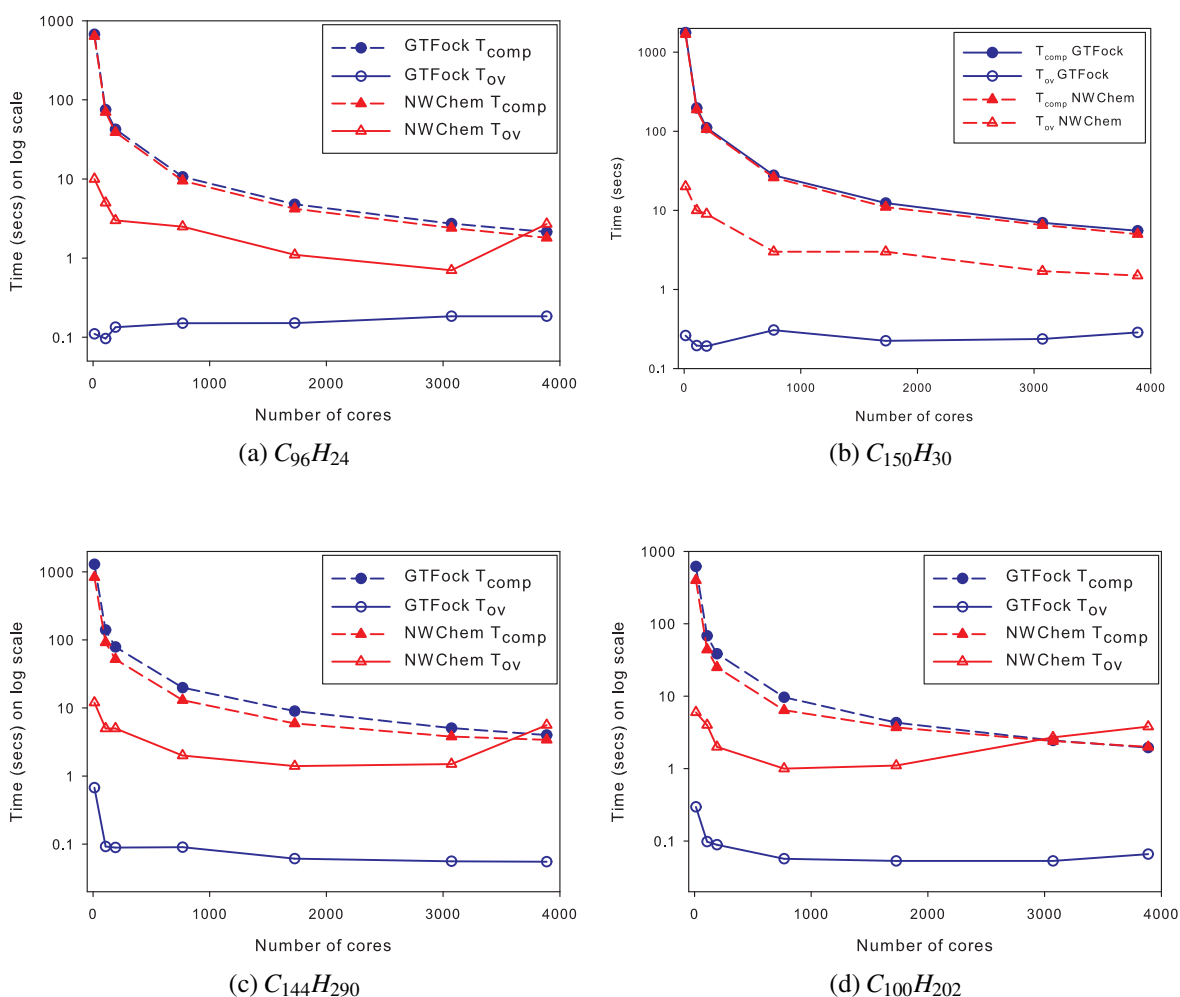 GTFock T_comp
GTFock T_ov
NWChem T_comp
NWChem T_ov
1000
100
10
1
0.1
Time (secs) on log scale
0 1000 2000 3000 4000
Number of cores
(a) C96H24
T_comp GTFock
T_ov GTFock
T_comp NWChem
T_ov NWChem
1000
100
10
1
0.1
Time (secs)
0 1000 2000 3000 4000
Number of cores
(b) C150H30
GTFock T_comp
GTFock T_ov
NWChem T_comp
NWChem T_ov
1000
100
10
1
0.1
Time (secs) on log scale
0 1000 2000 3000 4000
Number of cores
(c) C144H290
GTFock T_comp
GTFock T_ov
NWChem T_comp
NWChem T_ov
1000
100
10
1
0.1
Time (secs) on log scale
0 1000 2000 3000 4000
Number of cores
(d) C100H202